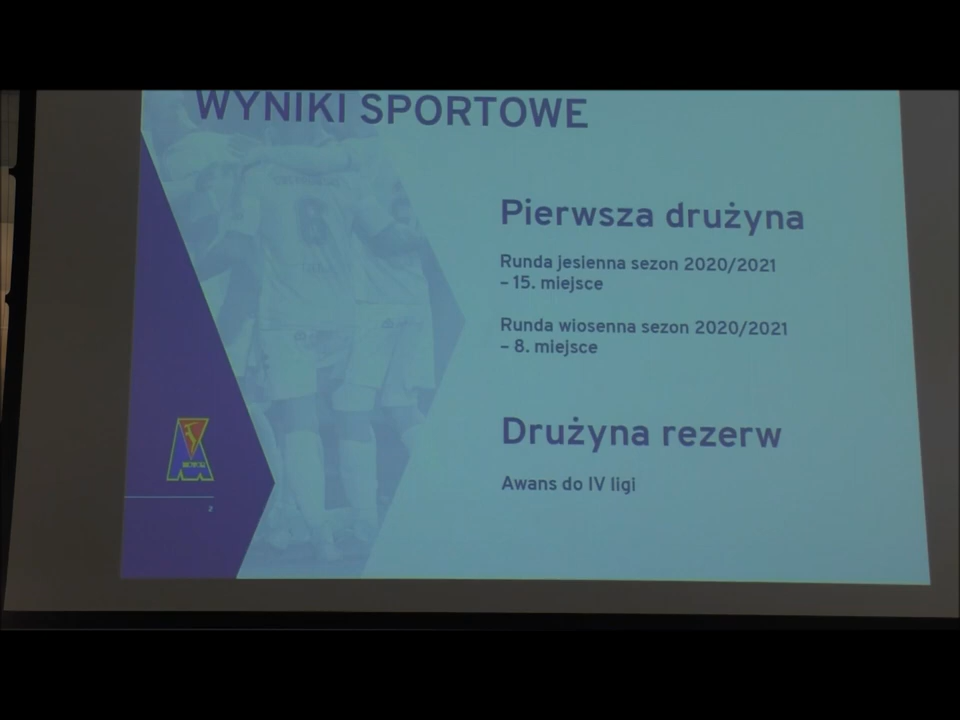 WYNIKI SPORTOWE
Pierwsza drużyna
Runda jesienna sezon 2020/2021
– 15. miejsce
Runda wiosenna sezon 2020/2021
– 8. miejsce
Drużyna rezerw
Awans do IV ligi
2